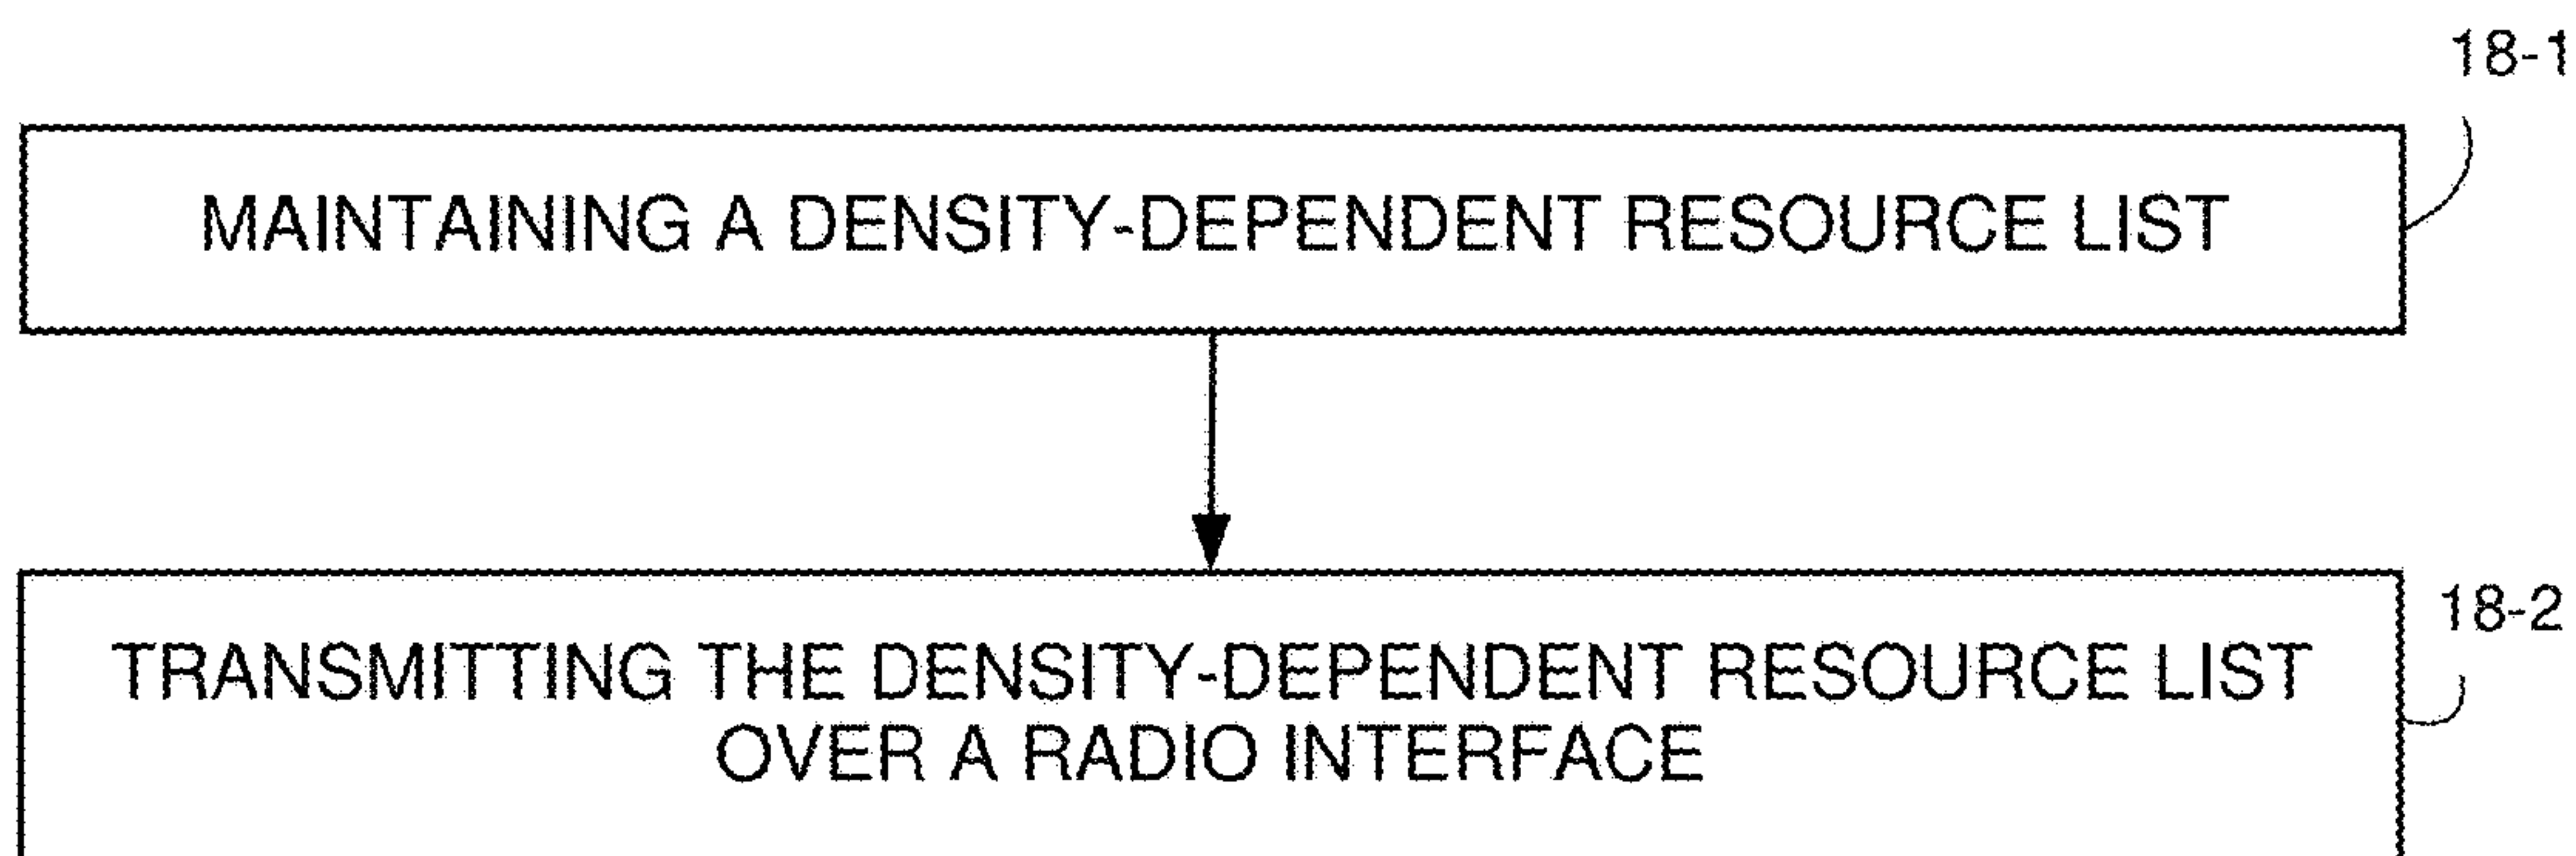 18-1
MAINTAINING A DENSITY-DEPENDENT RESOURCE LIST
18-2
TRANSMITTING THE DENSITY-DEPENDENT RESOURCE LIST
OVER A RADIO INTERFACE